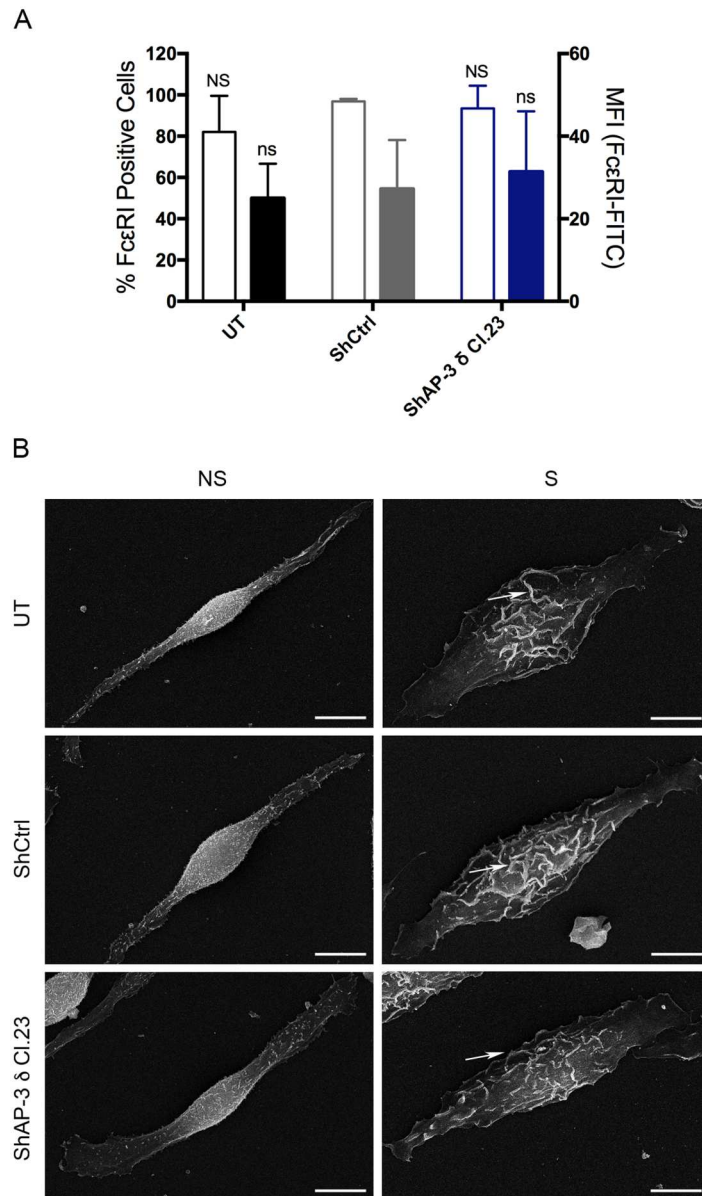 A
120
100
80
60
40
20
0
% FcεRI Positive Cells
NS
ns
NS
ns
60
40
20
0
MFI (FcεRI-FITC)
UT
ShCtrl
ShAP-3 δ Cl.23
B
NS
S
UT
ShCtrl
ShAP-3 δ Cl.23